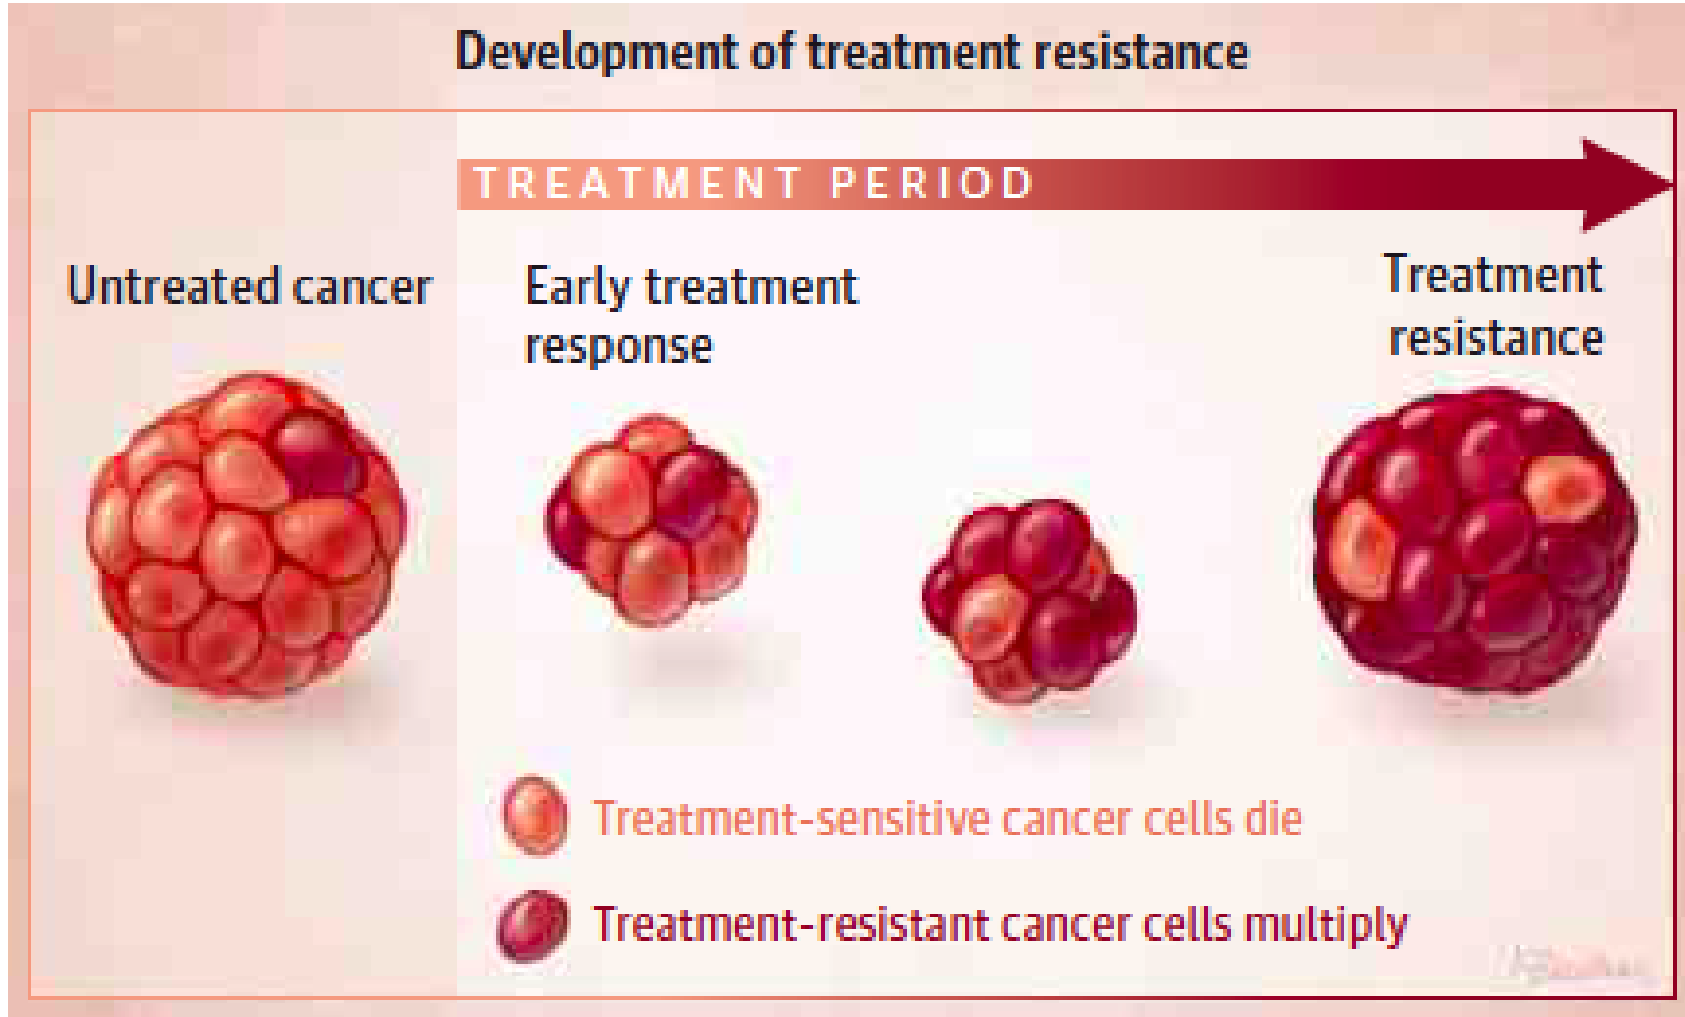 Development of treatment resistance
TREATMENT PERIOD
Untreated cancer
Early treatment
response
Treatment
resistance
Treatment-sensitive cancer cells die
Treatment-resistant cancer cells multiply